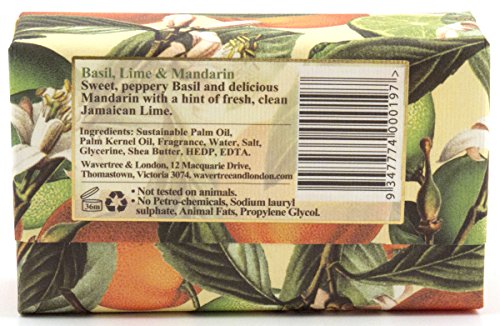 Basil, Lime & Mandarin
Sweet, peppery Basil and delicious
Mandarin with a hint of fresh, clean
Jamaican Lime.
Ingredients: Sustainable Palm Oil,
Palm Kernel Oil, Fragrance, Water, Salt,
Glycerine, Shea Butter, HEDP, EDTA.
Wavertree & London, 12 Macquarie Drive,
Thomastown, Victoria 3074, wavertreeandlondon.com
36m
•Not tested on animals.
•No Petro-chemicals, Sodium lauryl
sulphate, Animal Fats, Propylene Glycol.
9 347774 000197 >